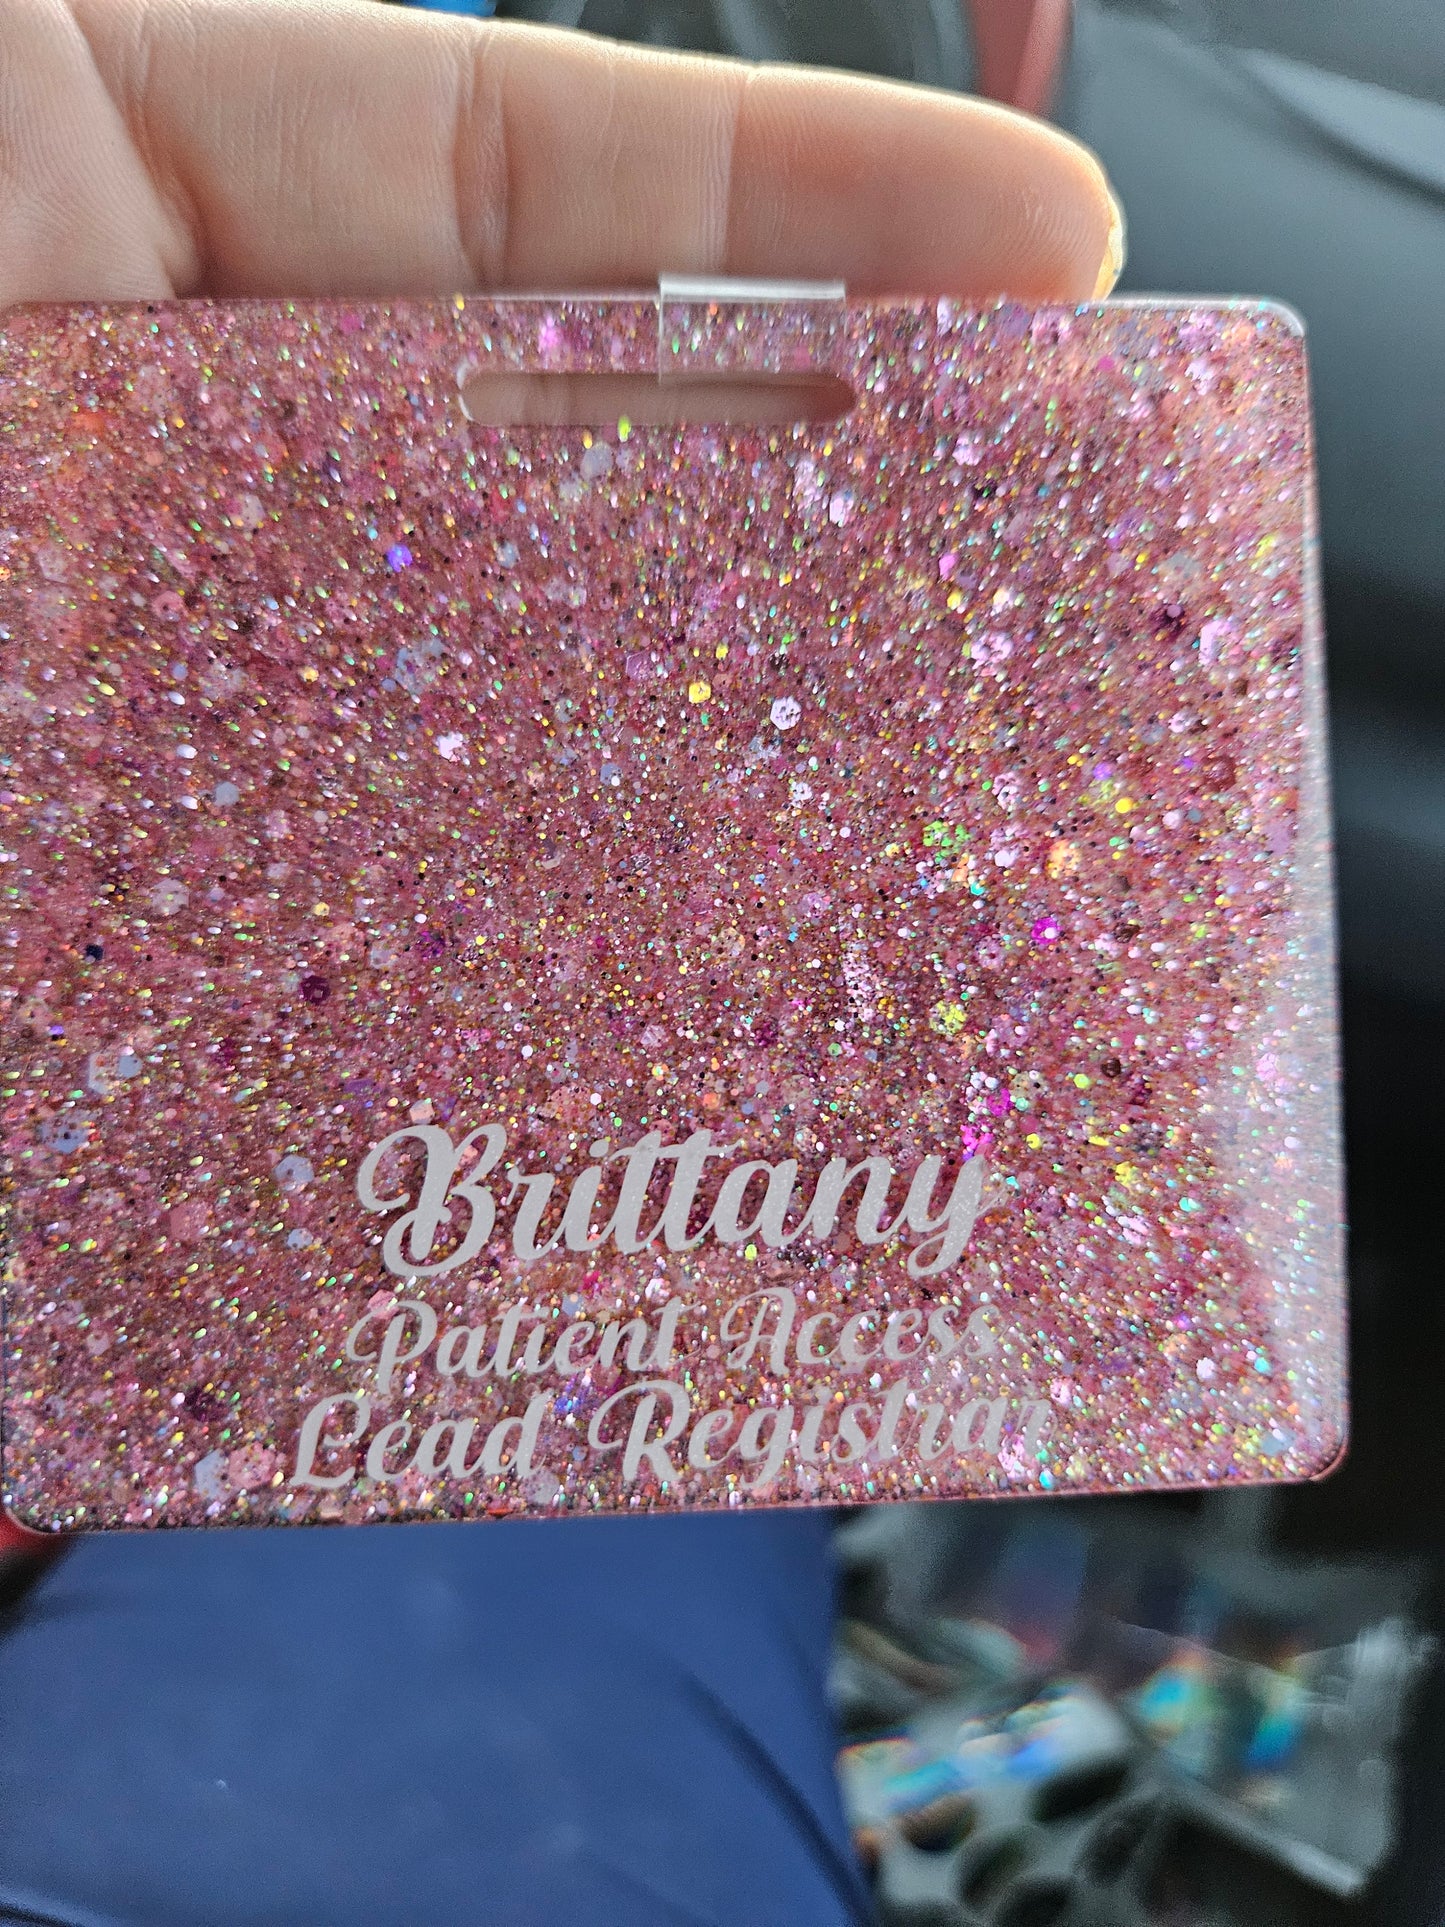 Brittany
Patient Access
Lead Registrar